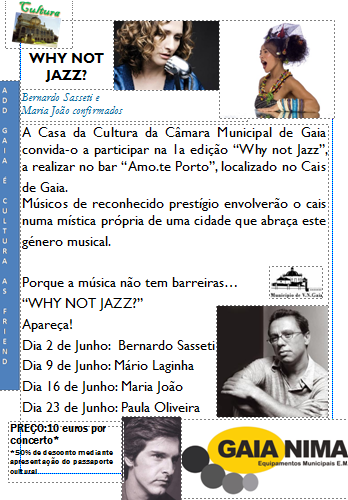 Cultura
WHY NOT
JAZZ?
Bernardo Sasseti e
Maria João confirmados
ADD GAIA É CULTURA AS FRIEND
A Casa da Cultura da Câmara Municipal de Gaia
convida-o a participar na 1a edição “Why not Jazz”,
a realizar no bar “Amo.te Porto”, localizado no Cais
de Gaia.
Músicos de reconhecido prestígio envolverão o cais
numa mística própria de uma cidade que abraça este
género musical.
Porque a música não tem barreiras…
“WHY NOT JAZZ?”
Apareça!
Município de V.N.Gaia
Dia 2 de Junho: Bernardo Sasseti
Dia 9 de Junho: Mário Laginha
Dia 16 de Junho: Maria João
Dia 23 de Junho: Paula Oliveira
PREÇO:10 euros por
concerto*
*50% de desconto mediante
apresentação do passaporte
cultural
GAIA NIMA
Equipamentos Municipais E.M